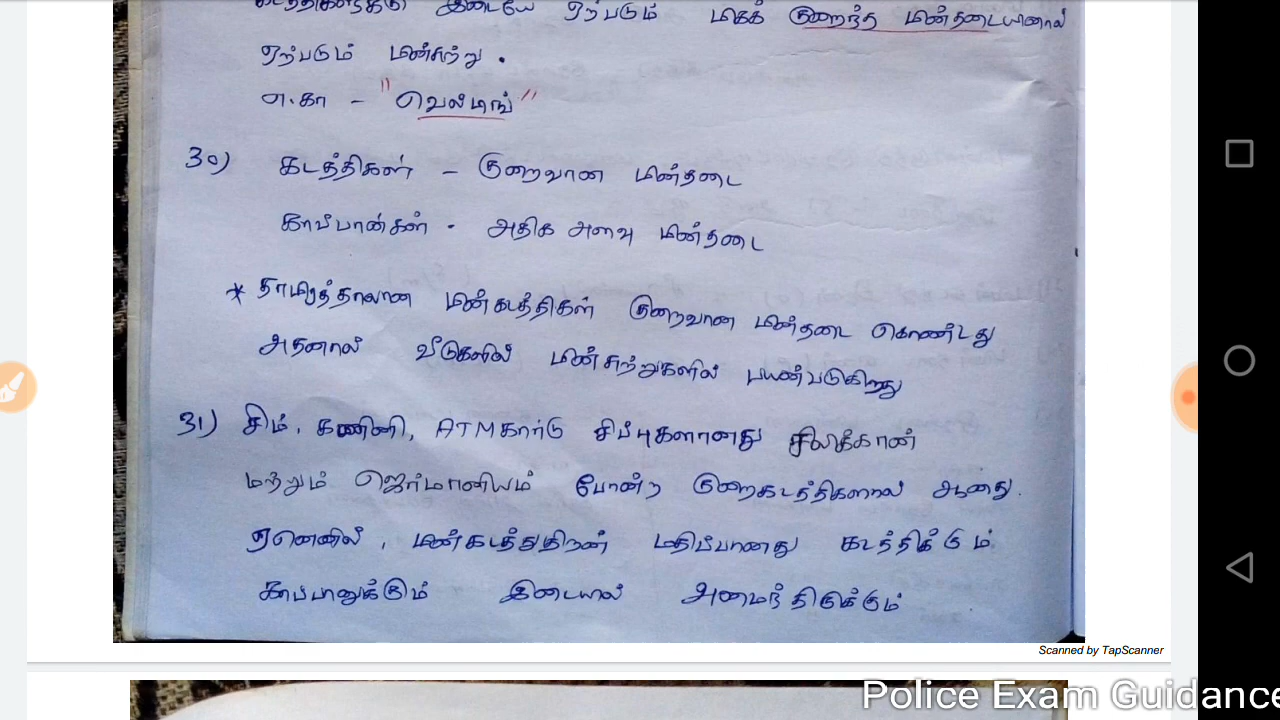 கடத்திகளுக்கு இடையே ஏற்படும் மிகக் குறைந்த மின்தடையினால்
ஏற்படும் மின்சுற்று.
எ.கா - "வெல்டிங்"
30) கடத்திகள் - குறைவான மின்தடை
காப்பான்கள் - அதிக அளவு மின்தடை
* தாமிரத்தாலான மின்கடத்திகள் குறைவான மின்தடை கொண்டது
அதனால் வீடுகளில் மின்சுற்றுகளில் பயன்படுகிறது
31) சிம், கணினி, ATM கார்டு சிப்புகளானது சிலிக்கான்
மற்றும் ஜெர்மானியம் போன்ற குறைகடத்திகளால் ஆனது.
ஏனெனில், மின்கடத்துதிறன் மதிப்பானது கடத்திக்கும்
காப்பானுக்கும் இடையில் அமைந்திருக்கும்
Scanned by TapScanner
Police Exam Guidance